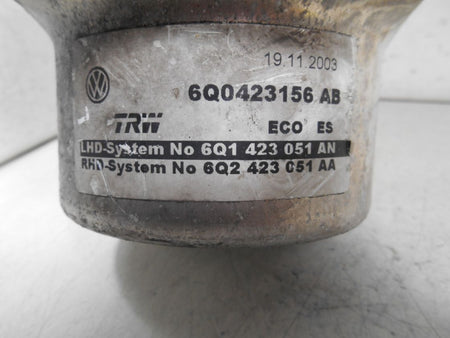 19.11.2003
6Q0423156 AB
TRW ECO ES
LHD-System No 6Q1 423 051 AN
RHD-System No 6Q2 423 051 AA